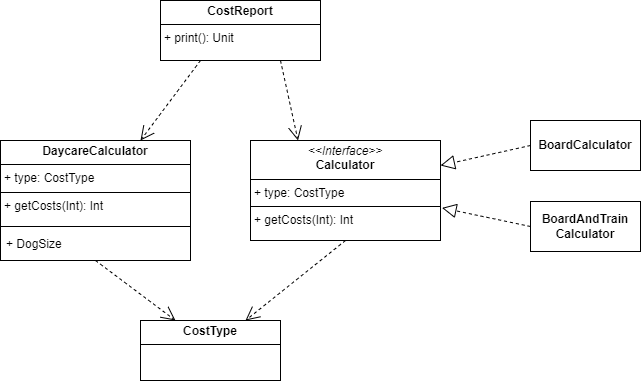 CostReport
+ print(): Unit
DaycareCalculator
+ type: CostType
+ getCosts(Int): Int
+ DogSize
<<Interface>>
Calculator
+ type: CostType
+ getCosts(Int): Int
BoardCalculator
BoardAndTrain
Calculator
CostType